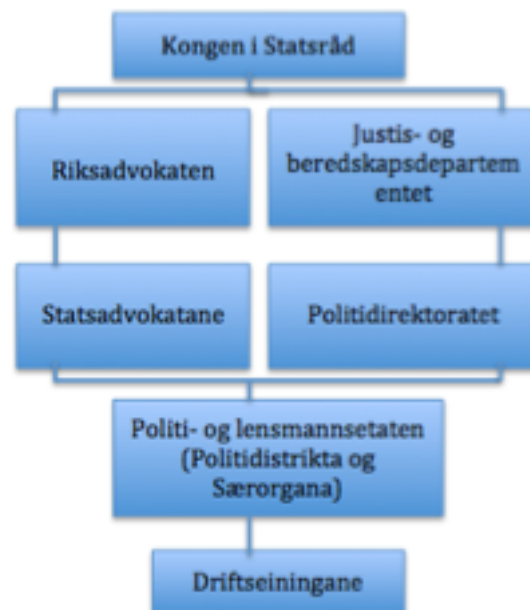 Kongen i Statsråd
Riksadvokaten
Justis- og
beredskapsdepartem
entet
Statsadvokatane
Politidirektoratet
Politi- og lensmannsetaten
(Politidistrikta og
Særorgana)
Driftseiningane